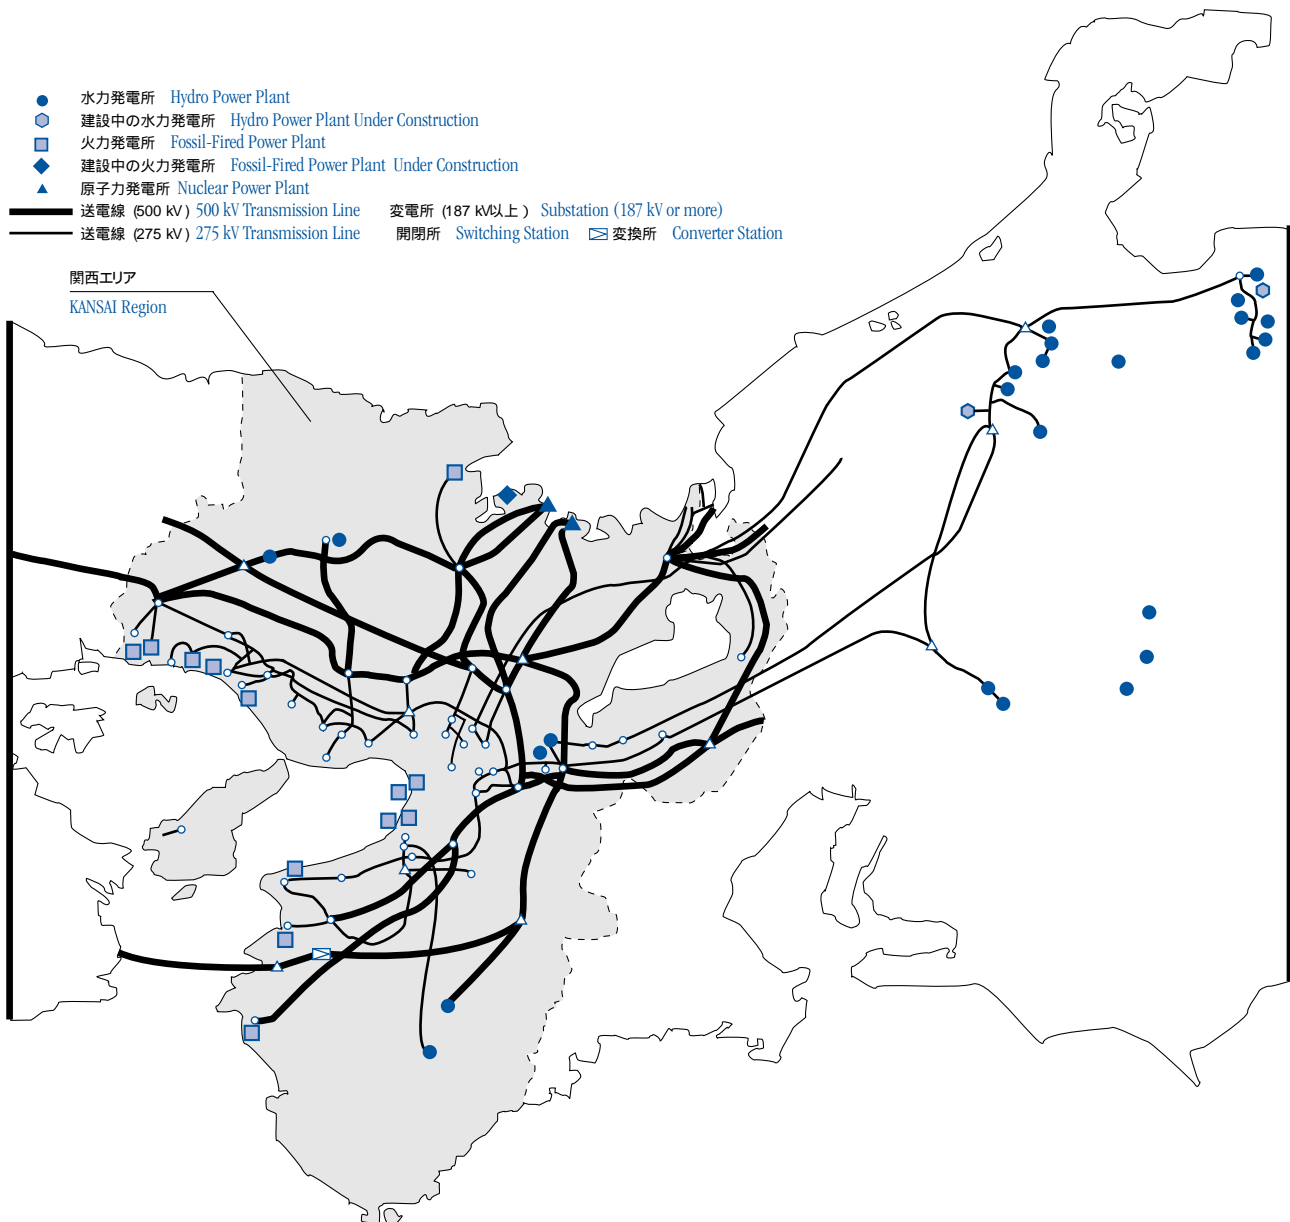 水力発電所 Hydro Power Plant
建設中の水力発電所 Hydro Power Plant Under Construction
火力発電所 Fossil-Fired Power Plant
建設中の火力発電所 Fossil-Fired Power Plant Under Construction
原子力発電所 Nuclear Power Plant
送電線 (500 kV) 500 kV Transmission Line 変電所 (187 kV以上) Substation (187 kV or more)
送電線 (275 kV) 275 kV Transmission Line 開閉所 Switching Station 変換所 Converter Station
関西エリア
KANSAI Region